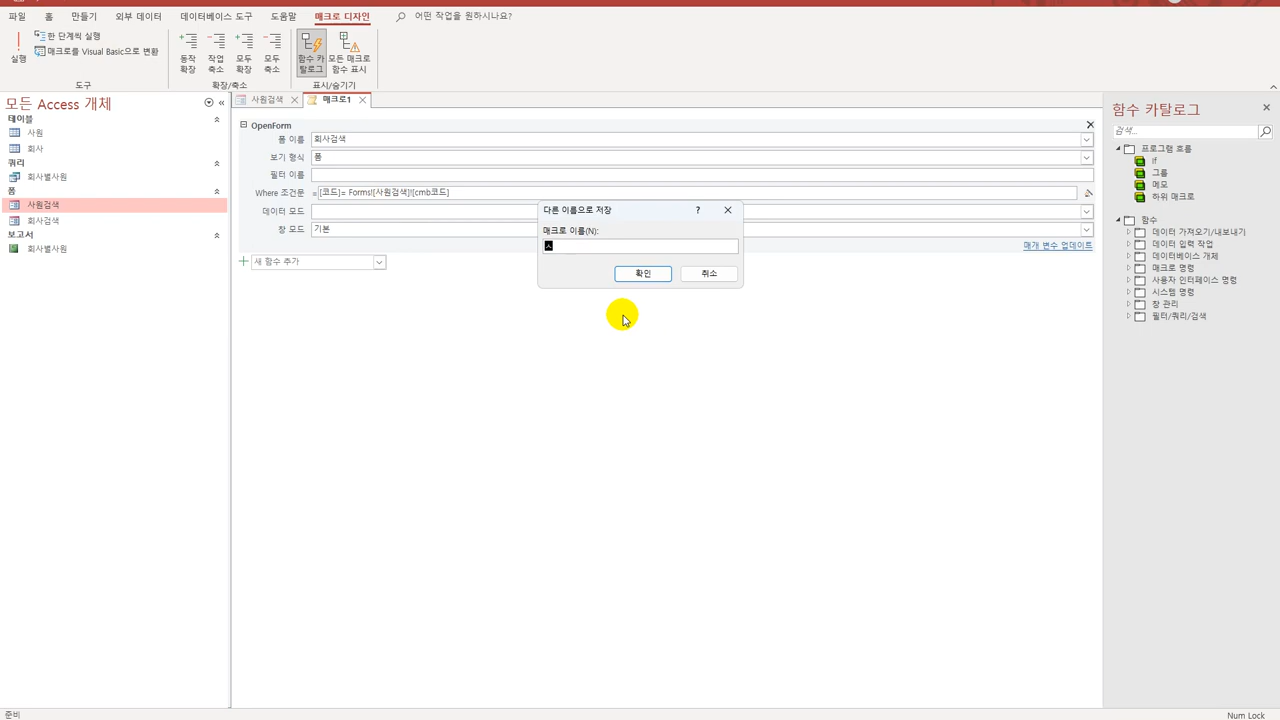 파일 홈 만들기 외부 데이터 데이터베이스 도구 도움말 매크로 디자인 어떤 작업을 원하시나요?
실행
한 단계씩 실행
매크로를 Visual Basic으로 변환
도구
동작 확장
작업 축소
모두 확장
모두 축소
확장/축소
함수 카탈로그
모든 매크로 함수 표시
표시/숨기기
모든 Access 개체
테이블
사원
회사
쿼리
회사별사원
폼
사원검색
회사검색
보고서
회사별사원
사원검색
매크로1
OpenForm
폼 이름 회사검색
보기 형식 폼
필터 이름
Where 조건문 = [코드]= Forms![사원검색]![cmb코드]
데이터 모드
창 모드 기본
매개 변수 업데이트
새 함수 추가
다른 이름으로 저장 ?
매크로 이름(N):
ㅅ
확인 취소
함수 카탈로그
검색...
프로그램 흐름
If
그룹
메모
하위 매크로
함수
데이터 가져오기/내보내기
데이터 입력 작업
데이터베이스 개체
매크로 명령
사용자 인터페이스 명령
시스템 명령
창 관리
필터/쿼리/검색
준비
Num Lock